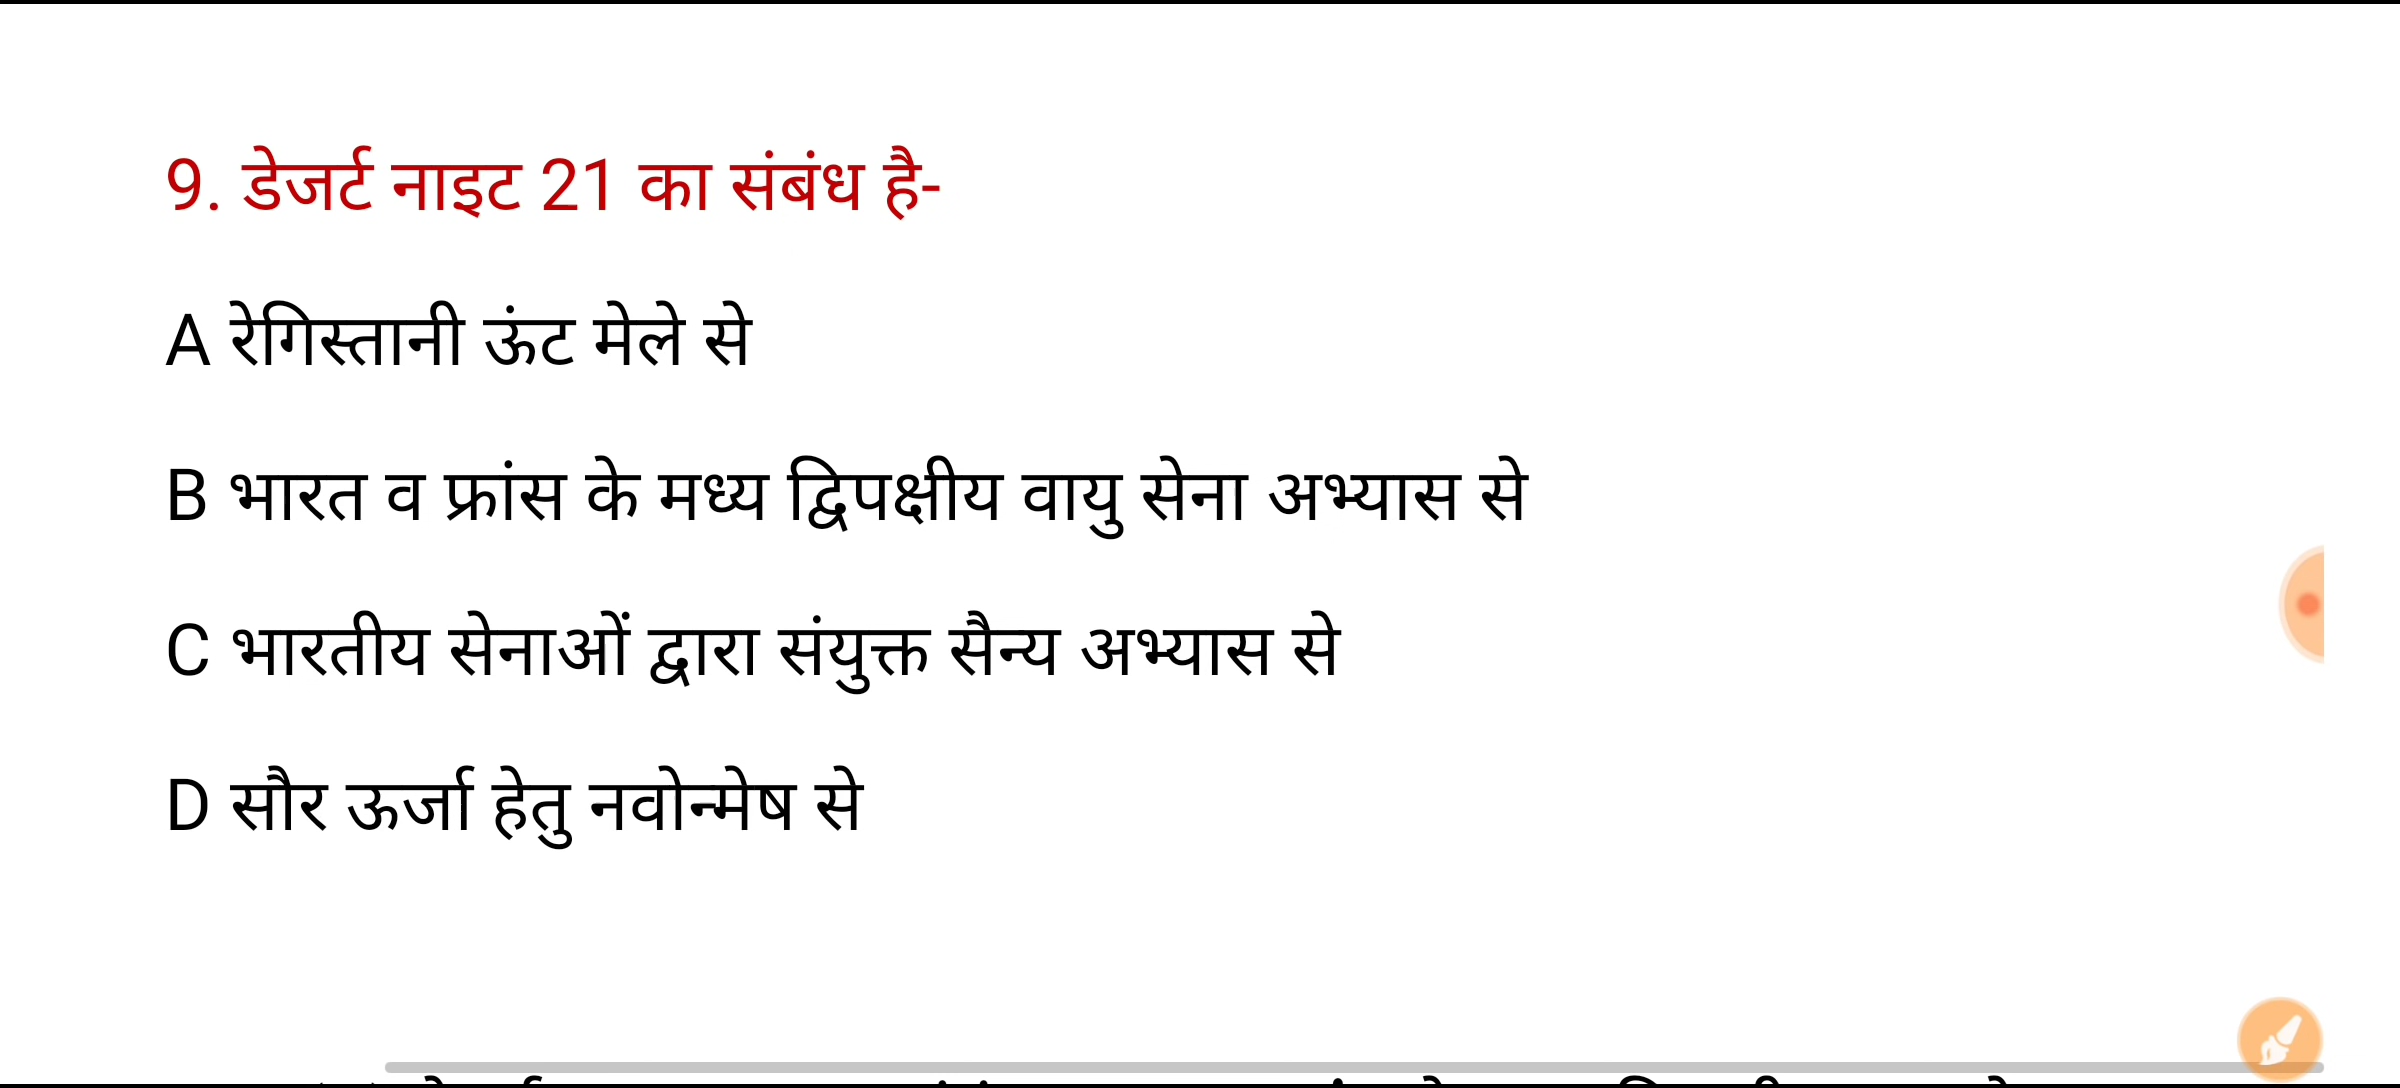 9. डेजर्ट नाइट 21 का संबंध है-
A रेगिस्तानी ऊंट मेले से
B भारत व फ्रांस के मध्य द्विपक्षीय वायु सेना अभ्यास से
C भारतीय सेनाओं द्वारा संयुक्त सैन्य अभ्यास से
D सौर ऊर्जा हेतु नवोन्मेष से